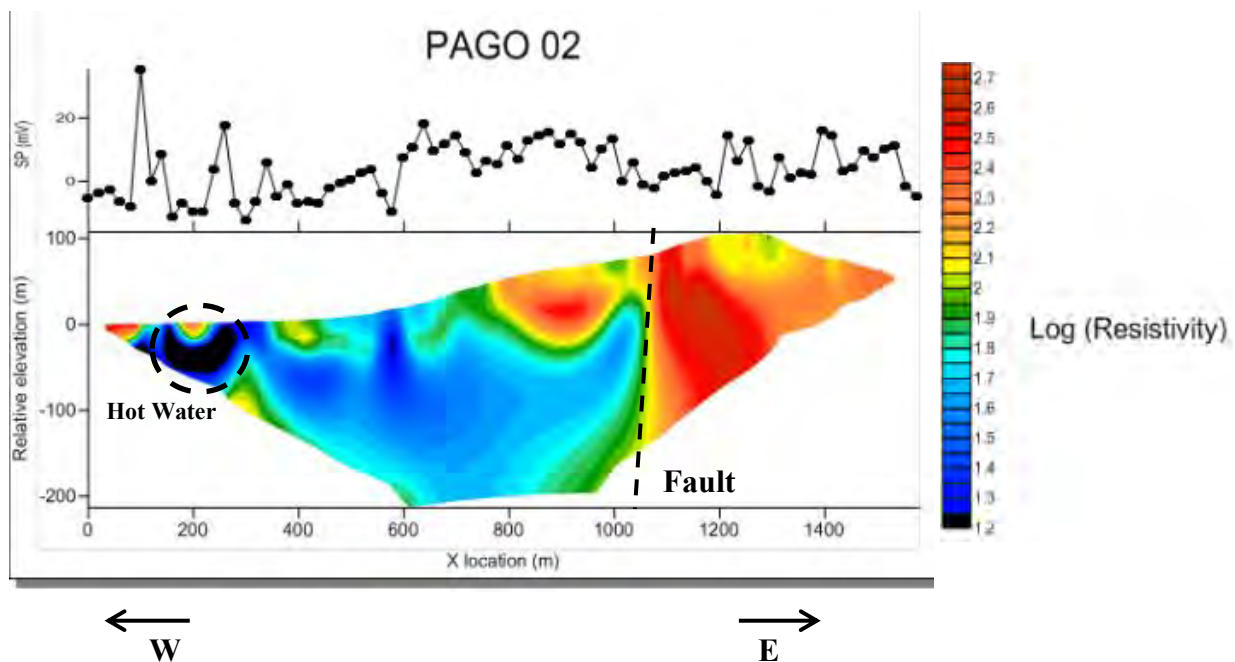 PAGO 02
SP (mV)
20
0
Relative elevation (m)
100
0
-100
-200
Hot Water
Fault
0 200 400 600 800 1000 1200 1400
X location (m)
2.7
2.6
2.5
2.4
2.3
2.2
2.1
2
1.9
1.8
1.7
1.6
1.5
1.4
1.3
1.2
Log (Resistivity)
W E